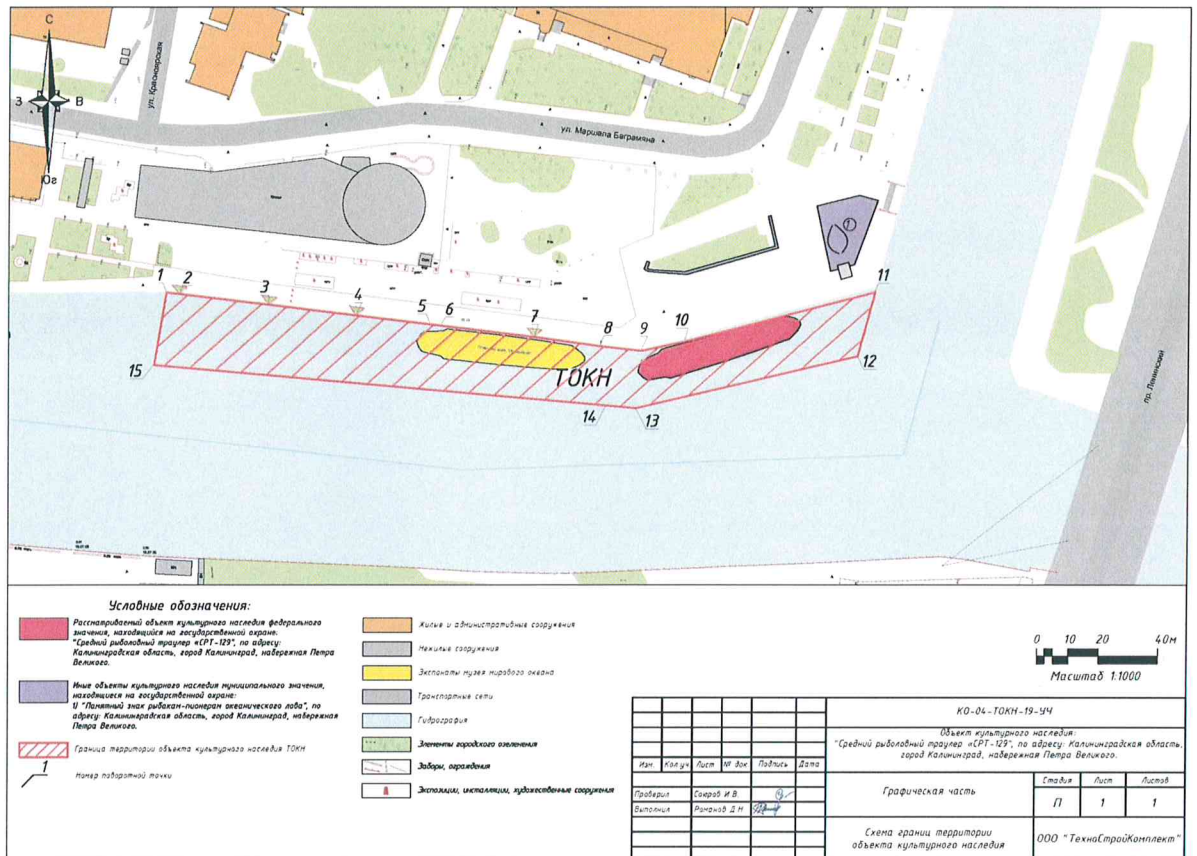 С
З
В
Юг
ул. Красноярская
ул. Маршала Баграмяна
пр. Ленинский
1
1
2
3
4
5
6
7
8
9
10
11
12
13
14
15
ТОКН
Условные обозначения:
Рассматриваемый объект культурного наследия федерального
значения, находящийся на государственной охране:
"Средний рыболовный траулер «СРТ-129", по адресу:
Калининградская область, город Калининград, набережная Петра
Великого.
Иные объекты культурного наследия муниципального значения,
находящиеся на государственной охране:
1) "Памятный знак рыбакам-пионерам океанического лова", по
адресу: Калининградская область, город Калининград, набережная
Петра Великого.
Граница территории объекта культурного наследия ТОКН
1
Номер поворотной точки
Жилые и административные сооружения
Нежилые сооружения
Экспонаты музея мирового океана
Транспортные сети
Гидрография
Элементы городского озеленения
Заборы, ограждения
Экспозиции, инсталляции, художественные сооружения
0 10 20 40м
Масштаб 1:1000
КО-04-ТОКН-19-УЧ
Объект культурного наследия:
"Средний рыболовный траулер «СРТ-129", по адресу: Калининградская область,
город Калининград, набережная Петра Великого.
Изм. Кол.уч Лист № док Подпись Дата
Проверил
Выполнил Романов Д.Н
Графическая часть
Стадия Лист Листов
П 1 1
Схема границ территории
объекта культурного наследия
ООО "ТехноСтройКомплект"